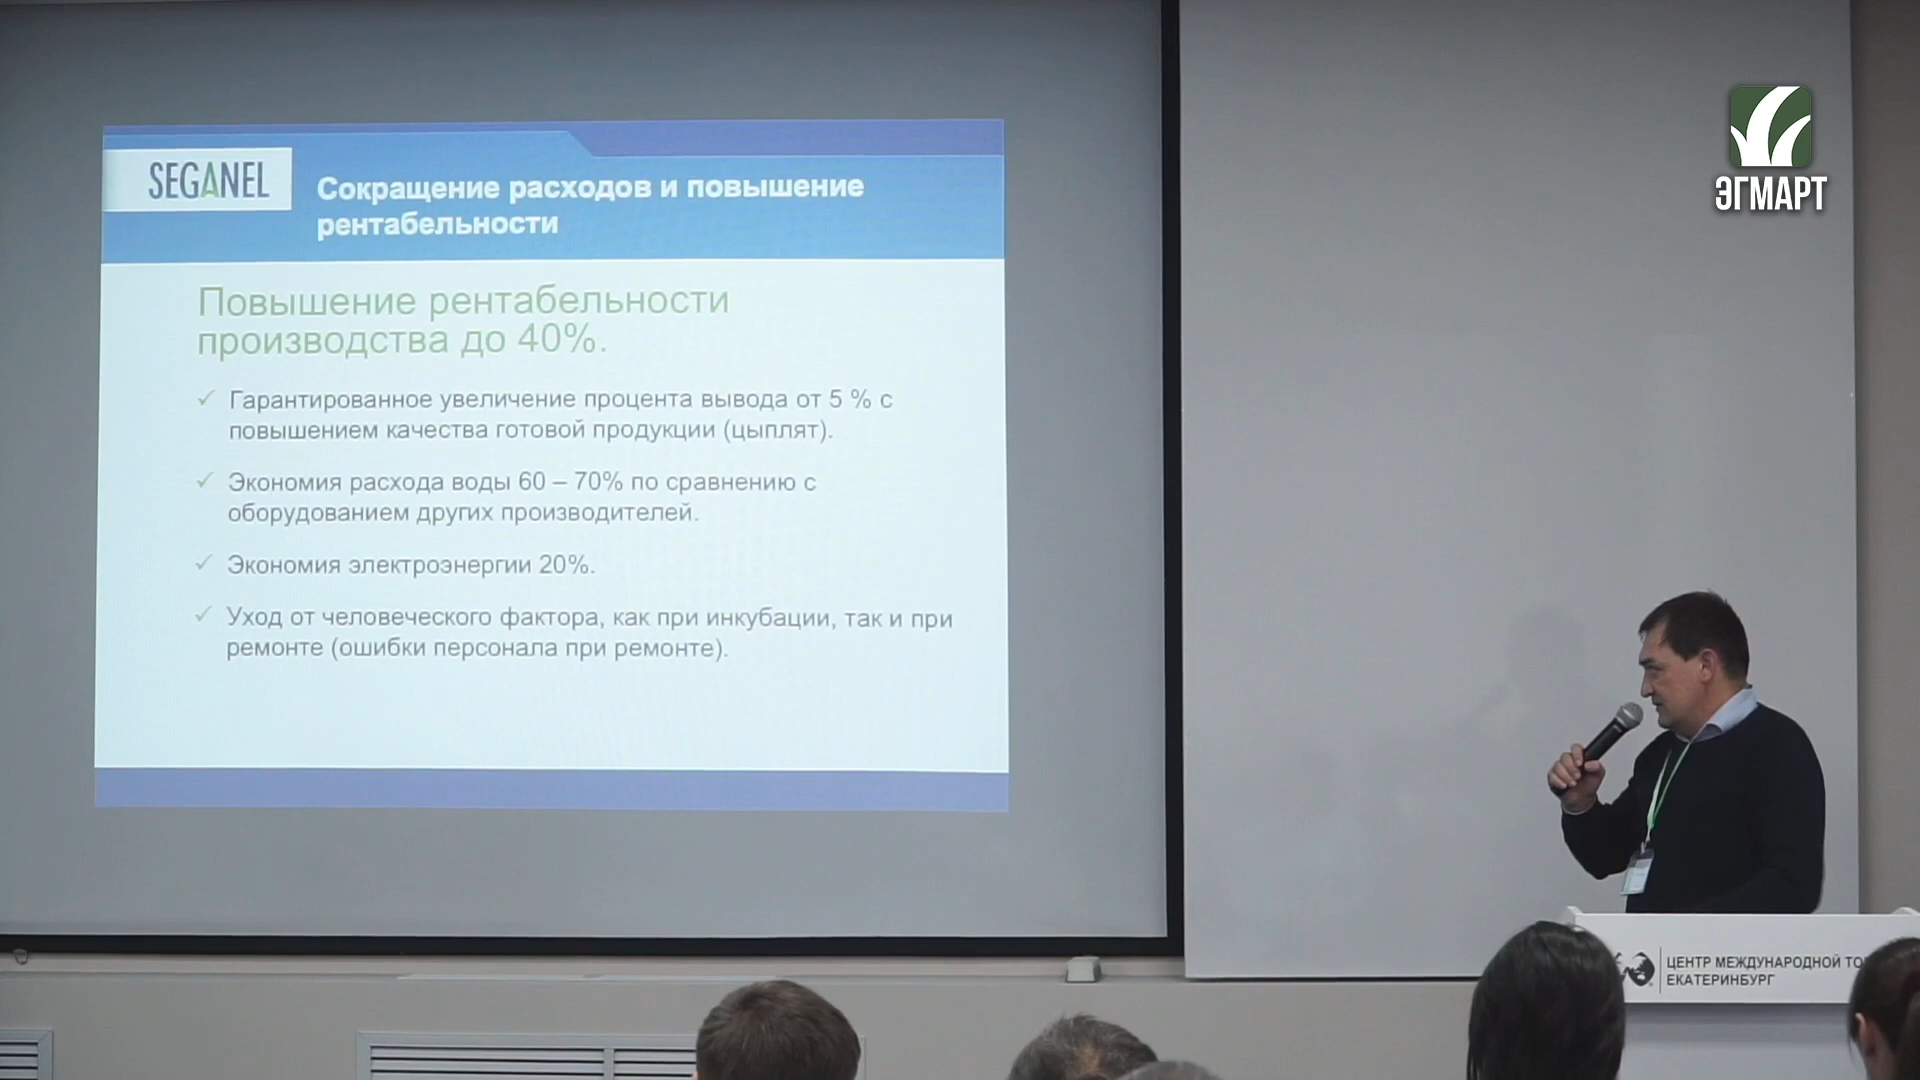 SEGANEL
Сокращение расходов и повышение
рентабельности
Повышение рентабельности
производства до 40%.
Гарантированное увеличение процента вывода от 5 % с
повышением качества готовой продукции (цыплят).
Экономия расхода воды 60 – 70% по сравнению с
оборудованием других производителей.
Экономия электроэнергии 20%.
Уход от человеческого фактора, как при инкубации, так и при
ремонте (ошибки персонала при ремонте).
ЭГМАРТ
ЦЕНТР МЕЖДУНАРОДНОЙ
ЕКАТЕРИНБУРГ